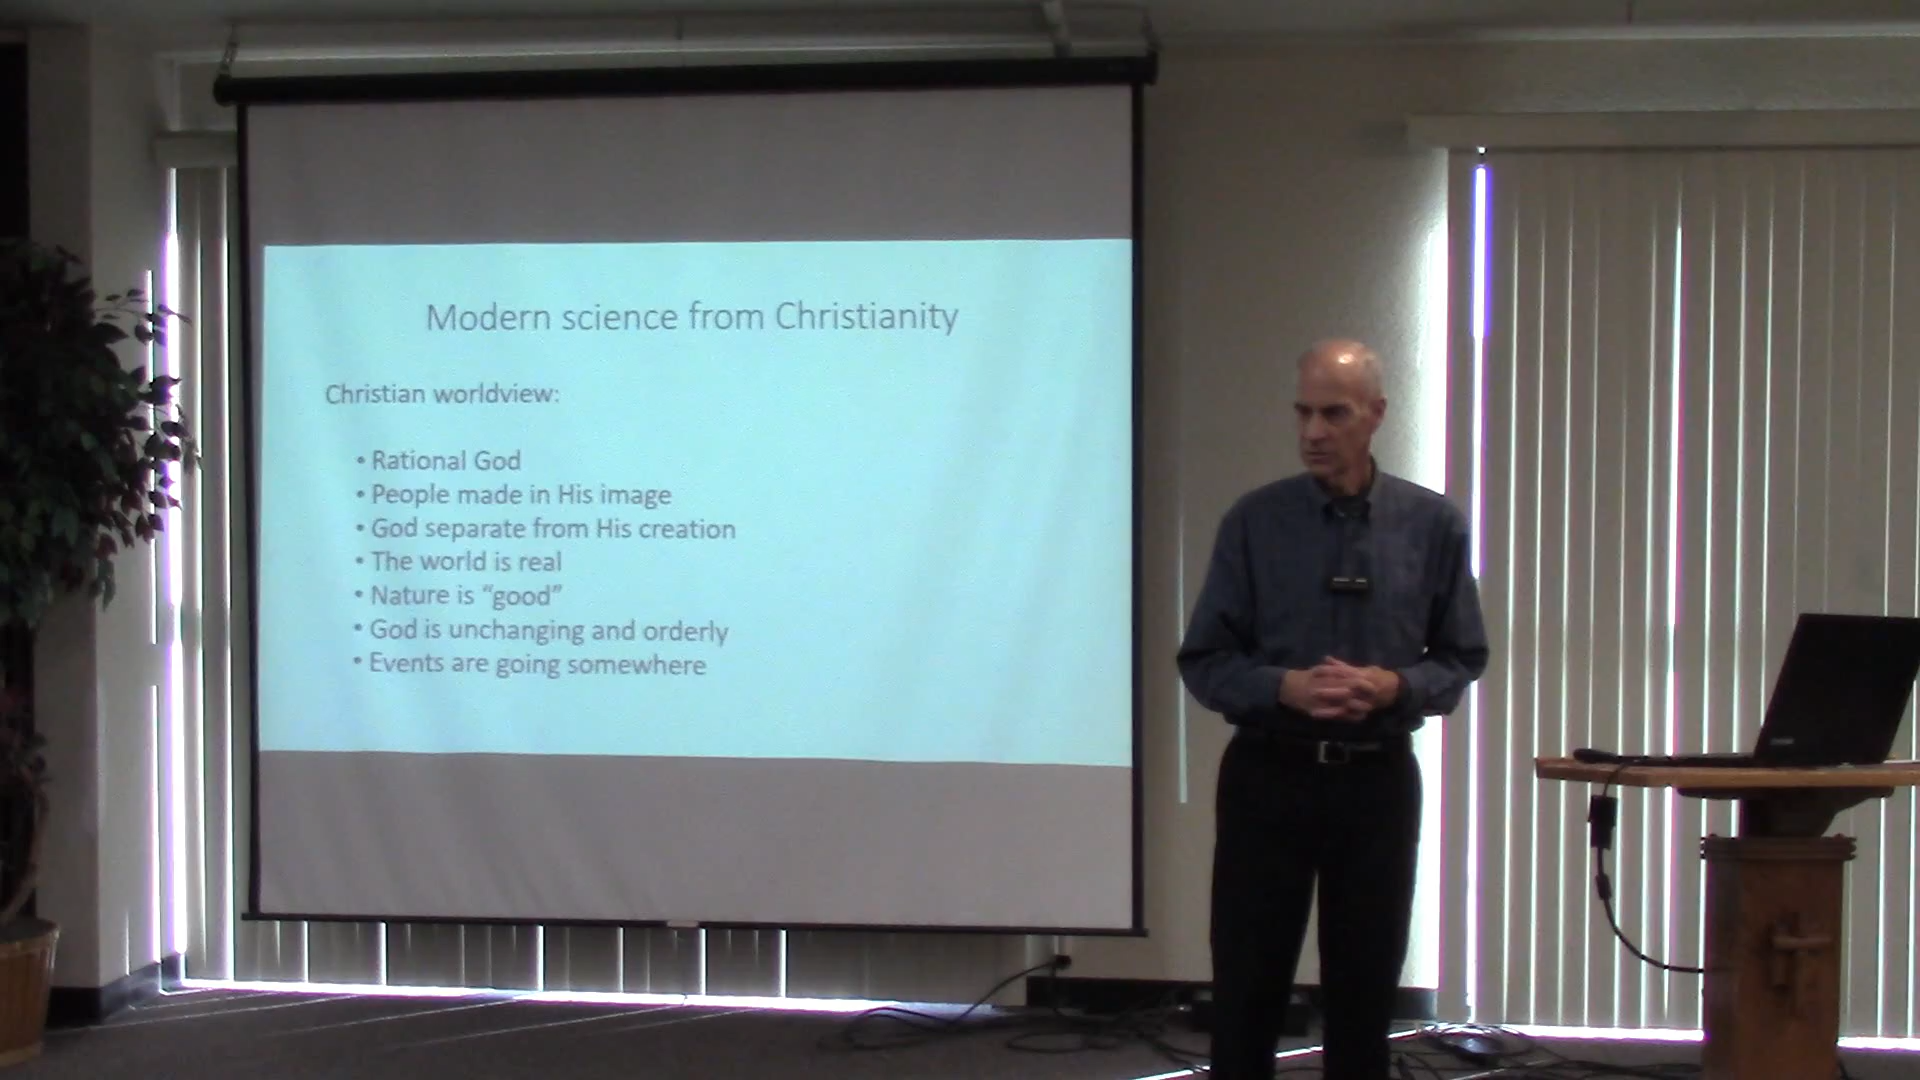 Modern science from Christianity
Christian worldview:
• Rational God
• People made in His image
• God separate from His creation
• The world is real
• Nature is “good”
• God is unchanging and orderly
• Events are going somewhere